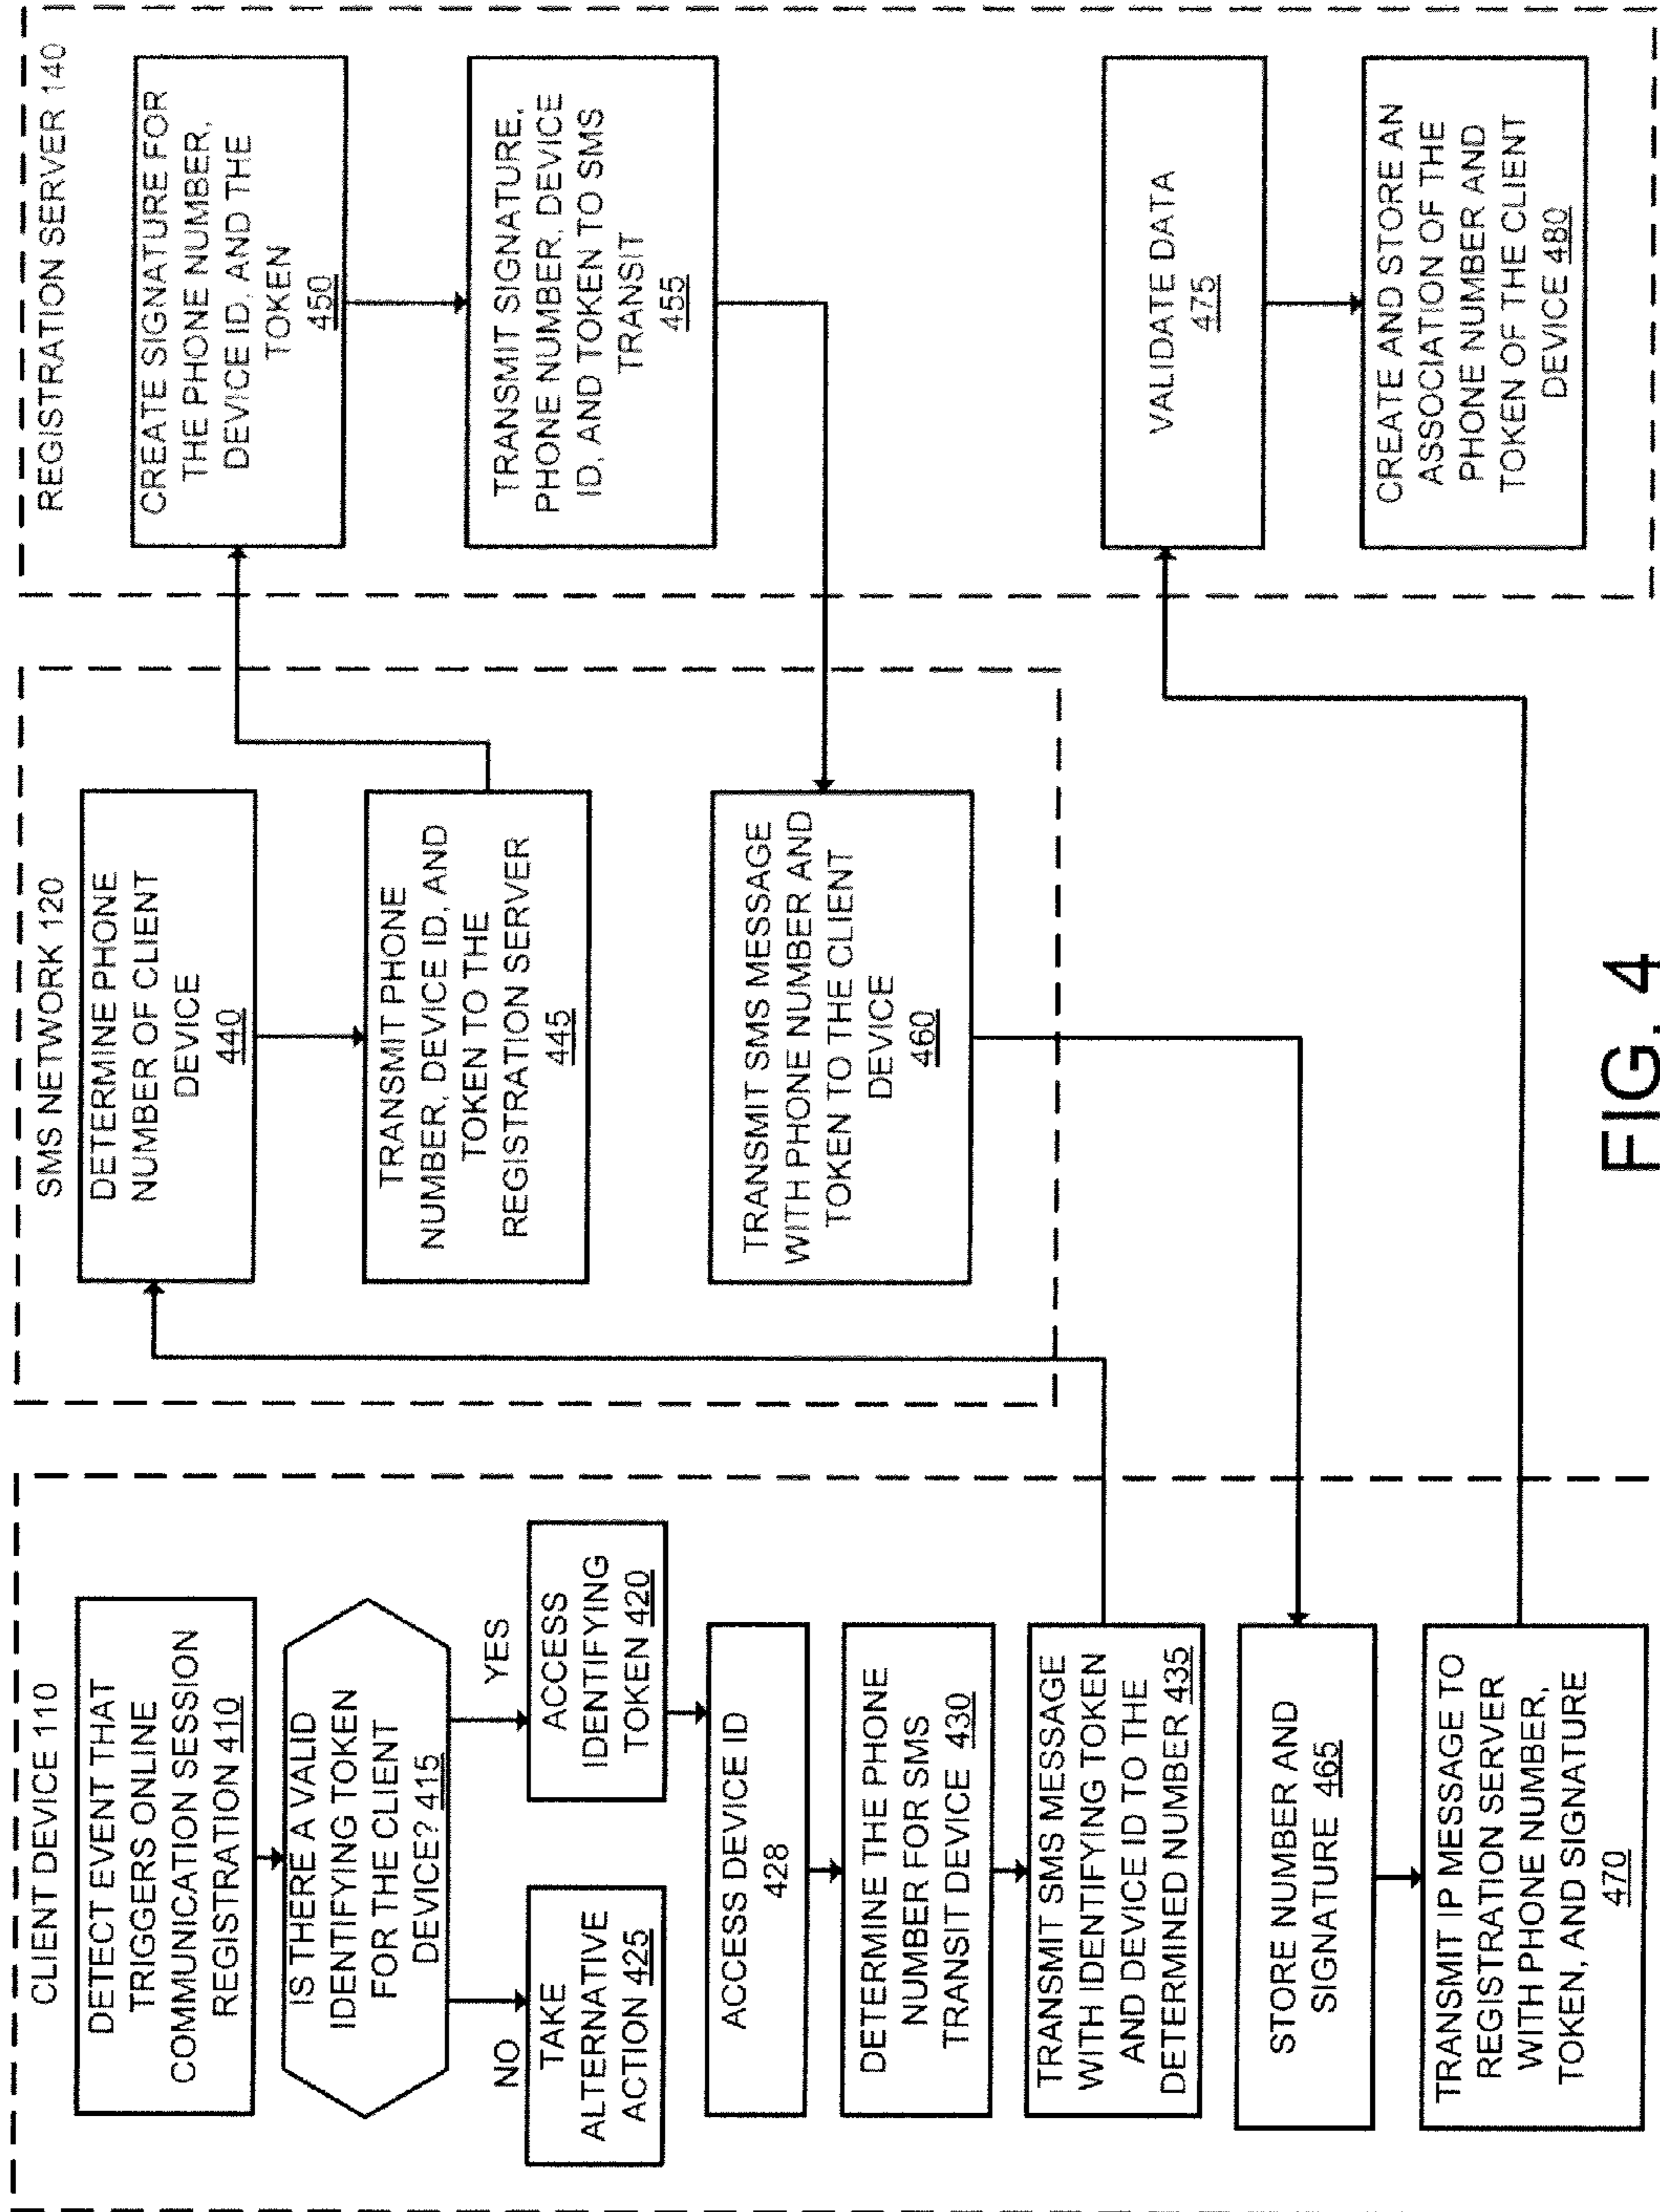 CLIENT DEVICE 110
DETECT EVENT THAT
TRIGGERS ONLINE
COMMUNICATION SESSION
REGISTRATION 410
IS THERE A VALID
IDENTIFYING TOKEN
FOR THE CLIENT
DEVICE? 415
NO
YES
TAKE
ALTERNATIVE
ACTION 425
ACCESS
IDENTIFYING
TOKEN 420
ACCESS DEVICE ID
428
DETERMINE THE PHONE
NUMBER FOR SMS
TRANSIT DEVICE 430
TRANSMIT SMS MESSAGE
WITH IDENTIFYING TOKEN
AND DEVICE ID TO THE
DETERMINED NUMBER 435
STORE NUMBER AND
SIGNATURE 465
TRANSMIT IP MESSAGE TO
REGISTRATION SERVER
WITH PHONE NUMBER,
TOKEN, AND SIGNATURE
470
SMS NETWORK 120
DETERMINE PHONE
NUMBER OF CLIENT
DEVICE
440
TRANSMIT PHONE
NUMBER, DEVICE ID, AND
TOKEN TO THE
REGISTRATION SERVER
445
TRANSMIT SMS MESSAGE
WITH PHONE NUMBER AND
TOKEN TO THE CLIENT
DEVICE
460
REGISTRATION SERVER 140
CREATE SIGNATURE FOR
THE PHONE NUMBER,
DEVICE ID, AND THE
TOKEN
450
TRANSMIT SIGNATURE,
PHONE NUMBER, DEVICE
ID, AND TOKEN TO SMS
TRANSIT
455
VALIDATE DATA
475
CREATE AND STORE AN
ASSOCIATION OF THE
PHONE NUMBER AND
TOKEN OF THE CLIENT
DEVICE 480
FIG. 4